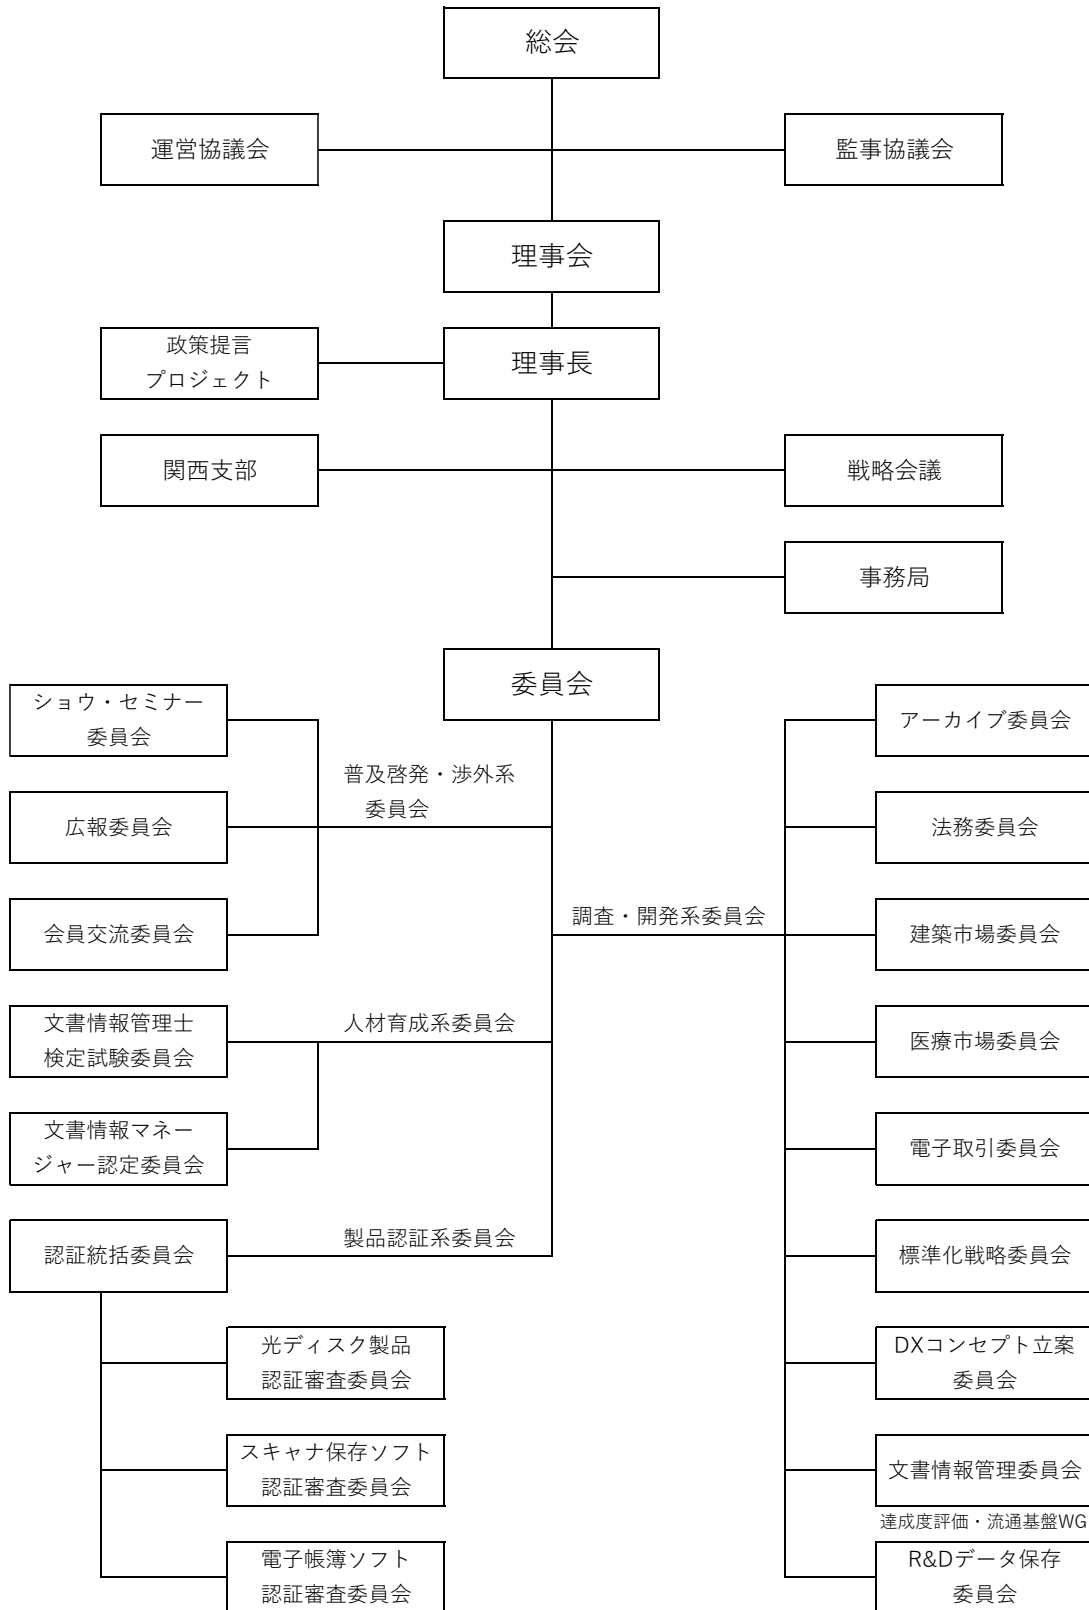 総会
運営協議会
監事協議会
理事会
政策提言
プロジェクト
理事長
関西支部
戦略会議
事務局
委員会
ショウ・セミナー
委員会
アーカイブ委員会
普及啓発・渉外系
委員会
広報委員会
法務委員会
調査・開発系委員会
会員交流委員会
建築市場委員会
文書情報管理士
検定試験委員会
人材育成系委員会
医療市場委員会
文書情報マネー
ジャー認定委員会
電子取引委員会
認証統括委員会
製品認証系委員会
標準化戦略委員会
光ディスク製品
認証審査委員会
DXコンセプト立案
委員会
スキャナ保存ソフト
認証審査委員会
文書情報管理委員会
達成度評価・流通基盤WG
電子帳簿ソフト
認証審査委員会
R&Dデータ保存
委員会